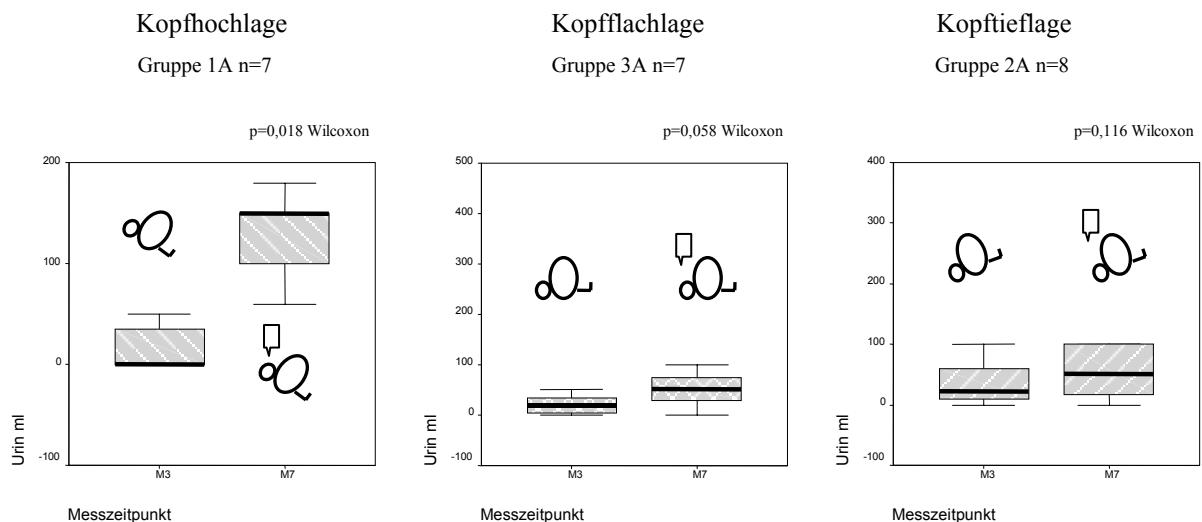 Kopfhochlage
Gruppe 1A n=7
p=0,018 Wilcoxon
200
100
0
-100
Urin ml
M3 M7
Messzeitpunkt
Kopfflachlage
Gruppe 3A n=7
p=0,058 Wilcoxon
500
400
300
200
100
0
-100
Urin ml
M3 M7
Messzeitpunkt
Kopftieflage
Gruppe 2A n=8
p=0,116 Wilcoxon
400
300
200
100
0
-100
Urin ml
M3 M7
Messzeitpunkt